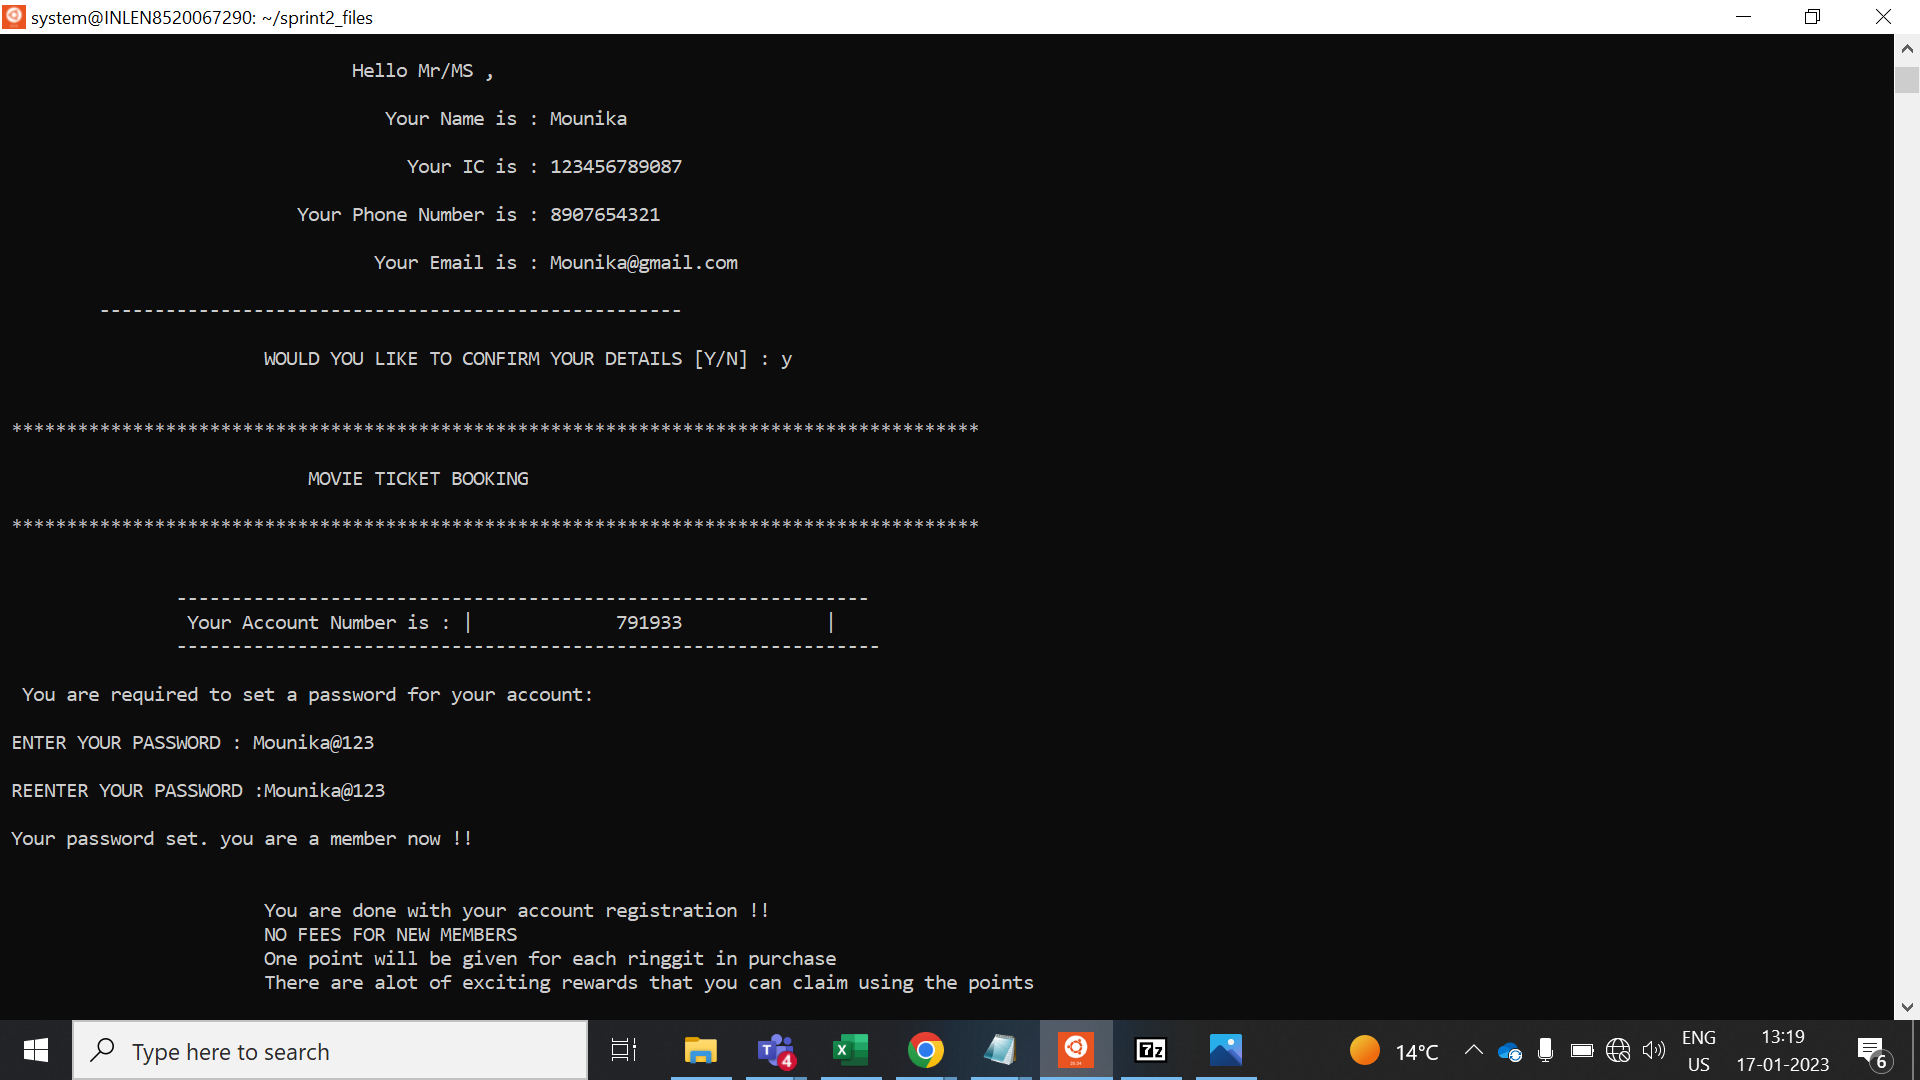 system@INLEN8520067290: ~/sprint2_files
Hello Mr/MS ,
Your Name is : Mounika
Your IC is : 123456789087
Your Phone Number is : 8907654321
Your Email is : Mounika@gmail.com
-----------------------------------------------------
WOULD YOU LIKE TO CONFIRM YOUR DETAILS [Y/N] : y
****************************************************************************************
MOVIE TICKET BOOKING
****************************************************************************************
---------------------------------------------------------------
Your Account Number is : | 791933 |
----------------------------------------------------------------
You are required to set a password for your account:
ENTER YOUR PASSWORD : Mounika@123
REENTER YOUR PASSWORD :Mounika@123
Your password set. you are a member now !!
You are done with your account registration !!
NO FEES FOR NEW MEMBERS
One point will be given for each ringgit in purchase
There are alot of exciting rewards that you can claim using the points
Type here to search
4
7z
14°C
ENG
US
13:19
17-01-2023
6